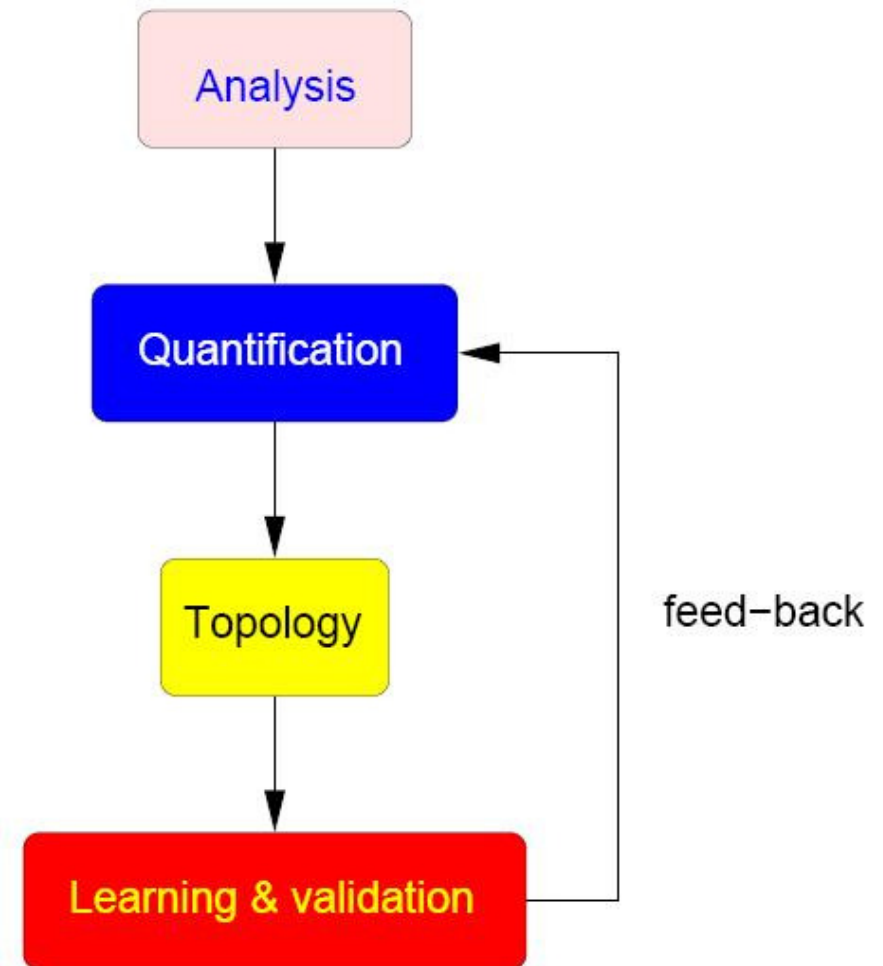 Analysis
Quantification
Topology
feed−back
Learning & validation